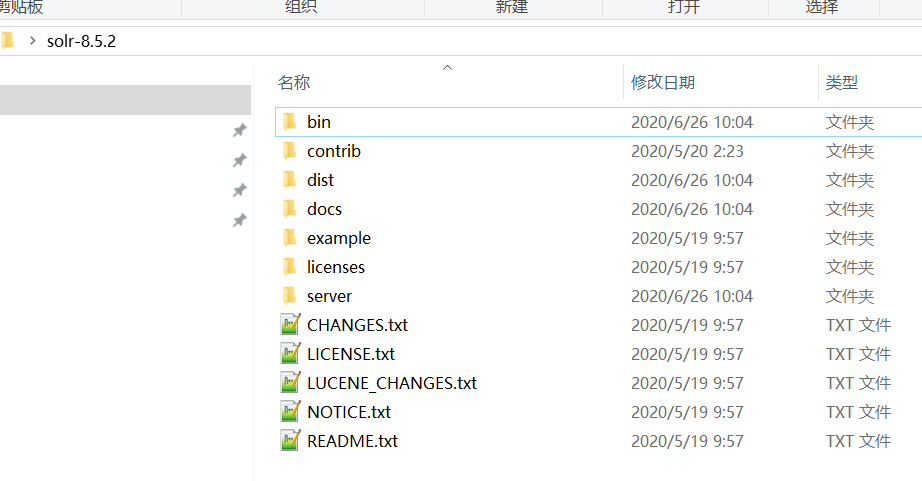 剪贴板 组织 新建 打开 选择
solr-8.5.2
名称 修改日期 类型
bin 2020/6/26 10:04 文件夹
contrib 2020/5/20 2:23 文件夹
dist 2020/6/26 10:04 文件夹
docs 2020/6/26 10:04 文件夹
example 2020/5/19 9:57 文件夹
licenses 2020/5/19 9:57 文件夹
server 2020/6/26 10:04 文件夹
CHANGES.txt 2020/5/19 9:57 TXT 文件
LICENSE.txt 2020/5/19 9:57 TXT 文件
LUCENE_CHANGES.txt 2020/5/19 9:57 TXT 文件
NOTICE.txt 2020/5/19 9:57 TXT 文件
README.txt 2020/5/19 9:57 TXT 文件